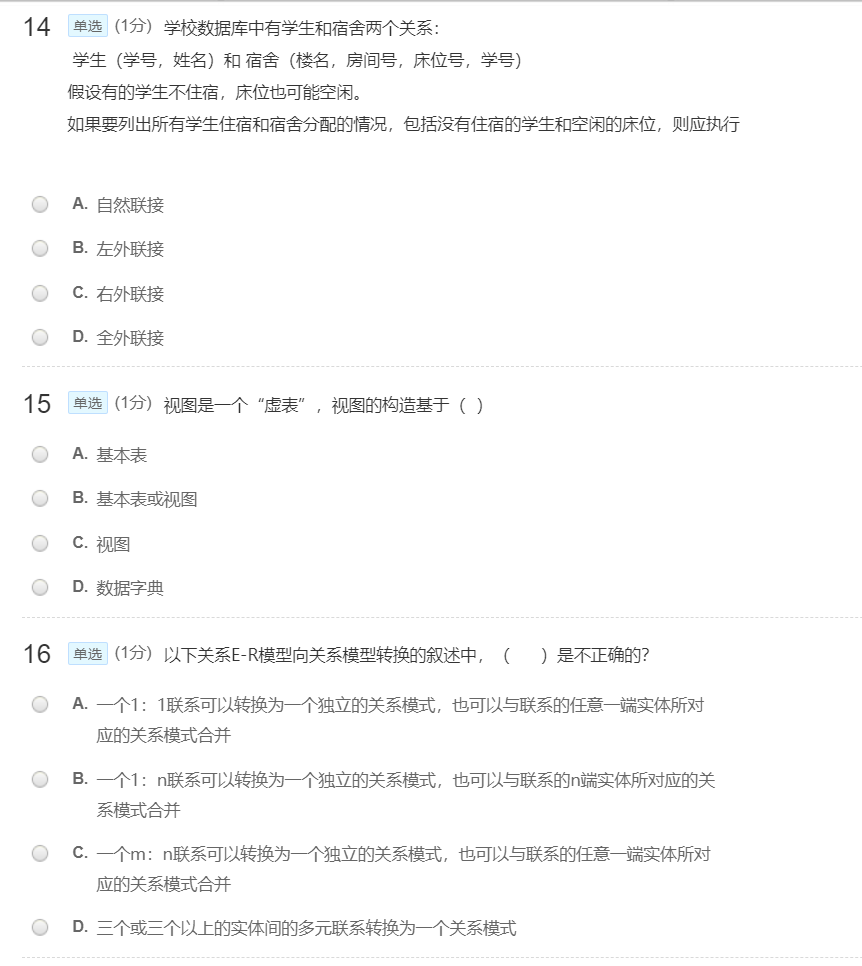 14 单选 (1分) 学校数据库中有学生和宿舍两个关系：
学生（学号，姓名）和 宿舍（楼名，房间号，床位号，学号）
假设有的学生不住宿，床位也可能空闲。
如果要列出所有学生住宿和宿舍分配的情况，包括没有住宿的学生和空闲的床位，则应执行
A. 自然联接
B. 左外联接
C. 右外联接
D. 全外联接
15 单选 (1分) 视图是一个“虚表”，视图的构造基于（ ）
A. 基本表
B. 基本表或视图
C. 视图
D. 数据字典
16 单选 (1分) 以下关系E-R模型向关系模型转换的叙述中，（ ）是不正确的？
A. 一个1：1联系可以转换为一个独立的关系模式，也可以与联系的任意一端实体所对
应的关系模式合并
B. 一个1：n联系可以转换为一个独立的关系模式，也可以与联系的n端实体所对应的关
系模式合并
C. 一个m：n联系可以转换为一个独立的关系模式，也可以与联系的任意一端实体所对
应的关系模式合并
D. 三个或三个以上的实体间的多元联系转换为一个关系模式